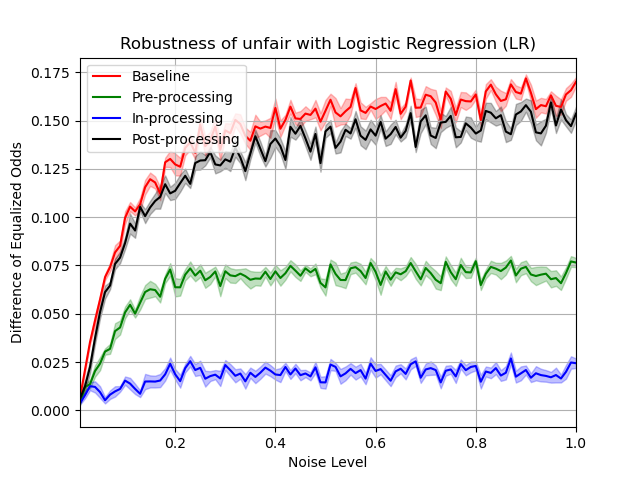 Robustness of unfair with Logistic Regression (LR)
Baseline
Pre-processing
In-processing
Post-processing
Difference of Equalized Odds
0.175
0.150
0.125
0.100
0.075
0.050
0.025
0.000
0.2
0.4
0.6
0.8
1.0
Noise Level